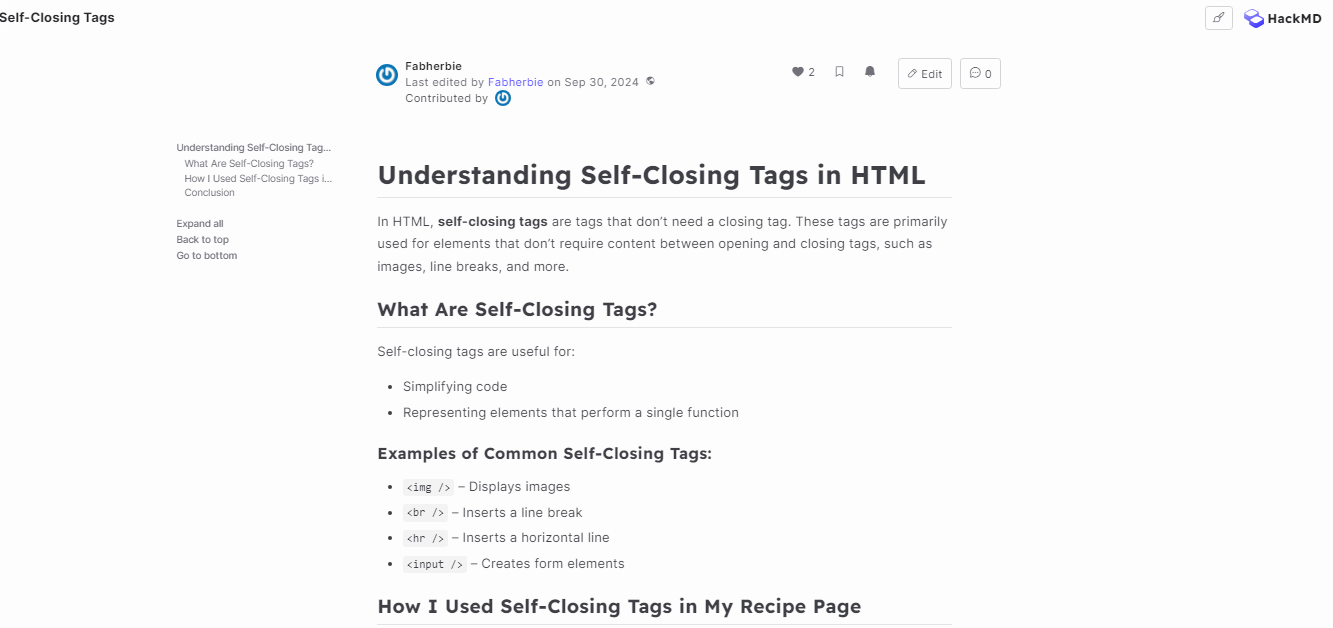 Self-Closing Tags
HackMD
Fabherbie
Last edited by Fabherbie on Sep 30, 2024
Contributed by
2
Edit
0
Understanding Self-Closing Tag...
What Are Self-Closing Tags?
How I Used Self-Closing Tags i...
Conclusion
Expand all
Back to top
Go to bottom
Understanding Self-Closing Tags in HTML
In HTML, self-closing tags are tags that don’t need a closing tag. These tags are primarily
used for elements that don’t require content between opening and closing tags, such as
images, line breaks, and more.
What Are Self-Closing Tags?
Self-closing tags are useful for:
• Simplifying code
• Representing elements that perform a single function
Examples of Common Self-Closing Tags:
• <img /> – Displays images
• <br /> – Inserts a line break
• <hr /> – Inserts a horizontal line
• <input /> – Creates form elements
How I Used Self-Closing Tags in My Recipe Page